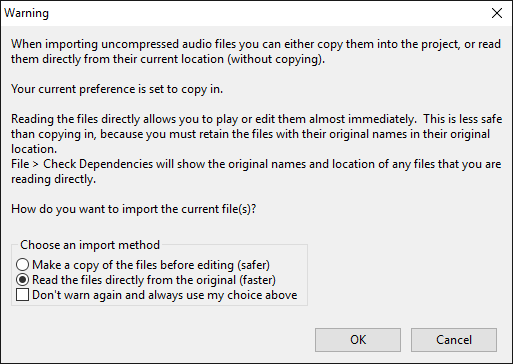 Warning
When importing uncompressed audio files you can either copy them into the project, or read
them directly from their current location (without copying).
Your current preference is set to copy in.
Reading the files directly allows you to play or edit them almost immediately.  This is less safe
than copying in, because you must retain the files with their original names in their original
location.
File > Check Dependencies will show the original names and location of any files that you are
reading directly.
How do you want to import the current file(s)?
Choose an import method
Make a copy of the files before editing (safer)
Read the files directly from the original (faster)
Don't warn again and always use my choice above
OK Cancel